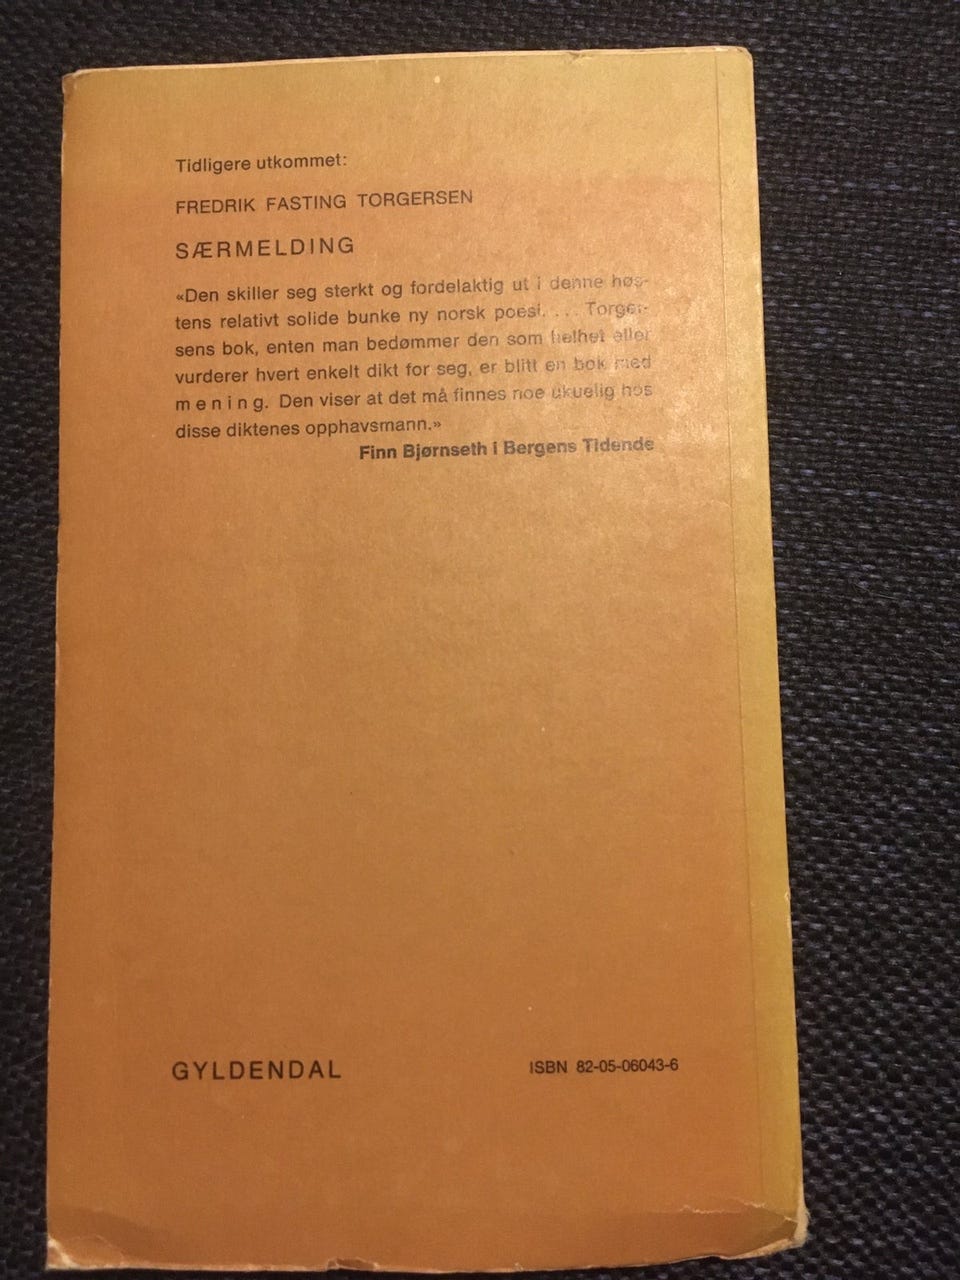 Tidligere utkommet:
FREDRIK FASTING TORGERSEN
SÆRMELDING
«Den skiller seg sterkt og fordelaktig ut i denne høs-
tens relativt solide bunke ny norsk poesi. . . . Torger-
sens bok, enten man bedømmer den som helhet eller
vurderer hvert enkelt dikt for seg, er blitt en bok med
mening. Den viser at det må finnes noe ukuelig hos
disse diktenes opphavsmann.»
Finn Bjørnseth i Bergens Tidende
GYLDENDAL
ISBN 82-05-06043-6